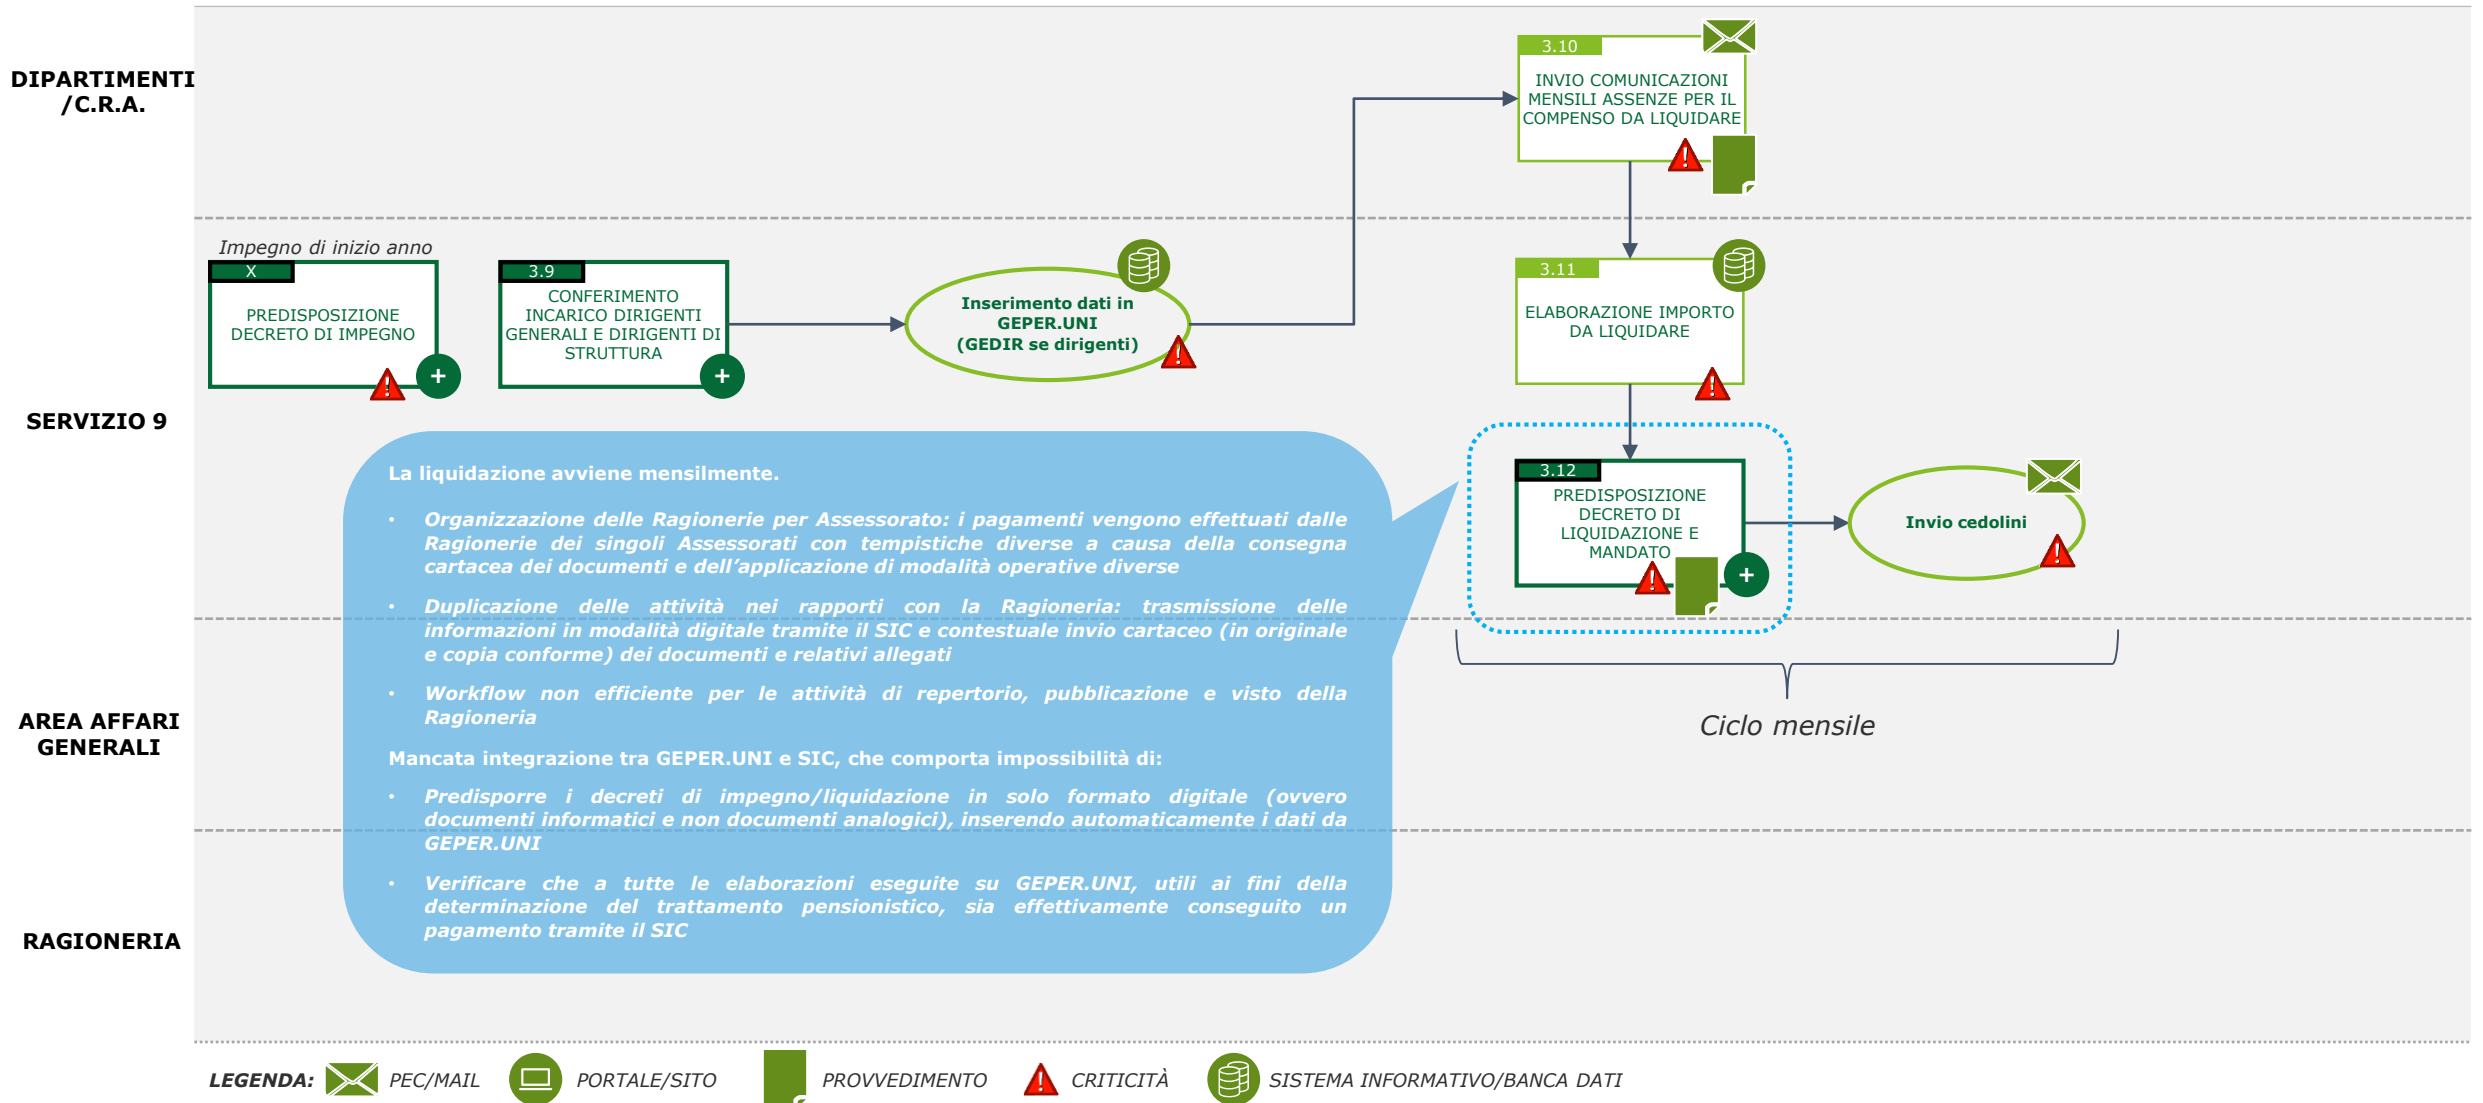 DIPARTIMENTI
/C.R.A.
3.10
INVIO COMUNICAZIONI
MENSILI ASSENZE PER IL
COMPENSO DA LIQUIDARE
Impegno di inizio anno
X
PREDISPOSIZIONE
DECRETO DI IMPEGNO
+
3.9
CONFERIMENTO
INCARICO DIRIGENTI
GENERALI E DIRIGENTI DI
STRUTTURA
+
Inserimento dati in
GEPER.UNI
(GEDIR se dirigenti)
3.11
ELABORAZIONE IMPORTO
DA LIQUIDARE
SERVIZIO 9
3.12
PREDISPOSIZIONE
DECRETO DI
LIQUIDAZIONE E
MANDATO
+
Invio cedolini
La liquidazione avviene mensilmente.
• Organizzazione delle Ragionerie per Assessorato: i pagamenti vengono effettuati dalle
Ragionerie dei singoli Assessorati con tempistiche diverse a causa della consegna
cartacea dei documenti e dell’applicazione di modalità operative diverse
• Duplicazione delle attività nei rapporti con la Ragioneria: trasmissione delle
informazioni in modalità digitale tramite il SIC e contestuale invio cartaceo (in originale
e copia conforme) dei documenti e relativi allegati
• Workflow non efficiente per le attività di repertorio, pubblicazione e visto della
Ragioneria
Mancata integrazione tra GEPER.UNI e SIC, che comporta impossibilità di:
• Predisporre i decreti di impegno/liquidazione in solo formato digitale (ovvero
documenti informatici e non documenti analogici), inserendo automaticamente i dati da
GEPER.UNI
• Verificare che a tutte le elaborazioni eseguite su GEPER.UNI, utili ai fini della
determinazione del trattamento pensionistico, sia effettivamente conseguito un
pagamento tramite il SIC
Ciclo mensile
AREA AFFARI
GENERALI
RAGIONERIA
LEGENDA:
PEC/MAIL
PORTALE/SITO
PROVVEDIMENTO
CRITICITÀ
SISTEMA INFORMATIVO/BANCA DATI